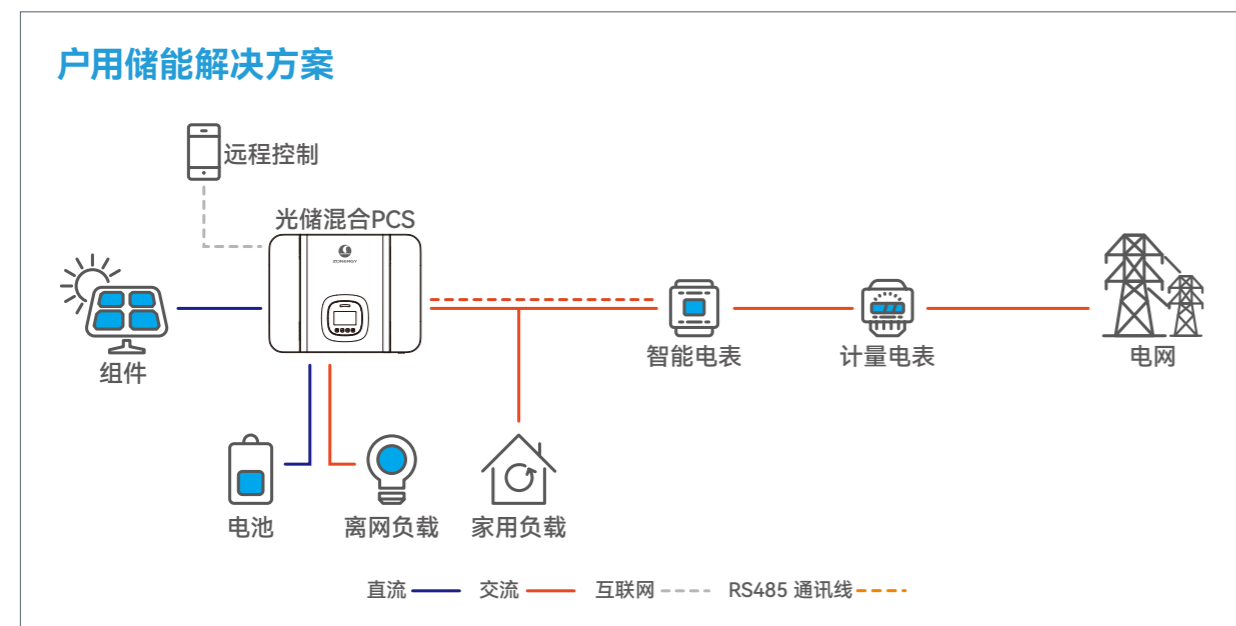 户用储能解决方案
远程控制
光储混合PCS
ZONERGY
组件
智能电表
计量电表
电网
电池
离网负载
家用负载
直流
交流
互联网
RS485 通讯线